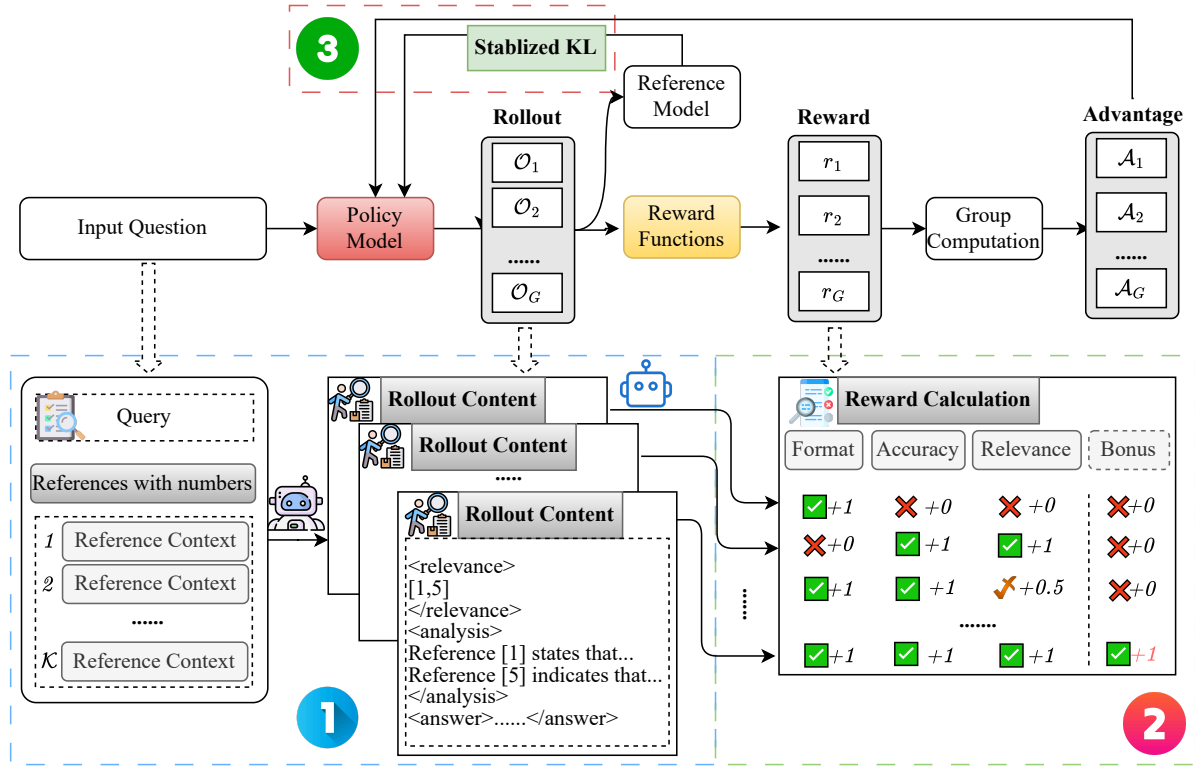 3
Stablized KL
Reference
Model
Rollout
Reward
Advantage
Input Question
Policy
Model
𝒪1
𝒪2
......
𝒪G
Reward
Functions
r1
r2
......
rG
Group
Computation
𝒜1
𝒜2
......
𝒜G
Query
References with numbers
1 Reference Context
2 Reference Context
......
𝒦 Reference Context
Rollout Content
Rollout Content
.....
Rollout Content
<relevance>
[1,5]
</relevance>
<analysis>
Reference [1] states that...
Reference [5] indicates that...
</analysis>
<answer>......</answer>
1
Reward Calculation
Format Accuracy Relevance Bonus
+1 +0 +0 +0
+0 +1 +1 +0
+1 +1 +0.5 +0
.......
+1 +1 +1 +1
......
2